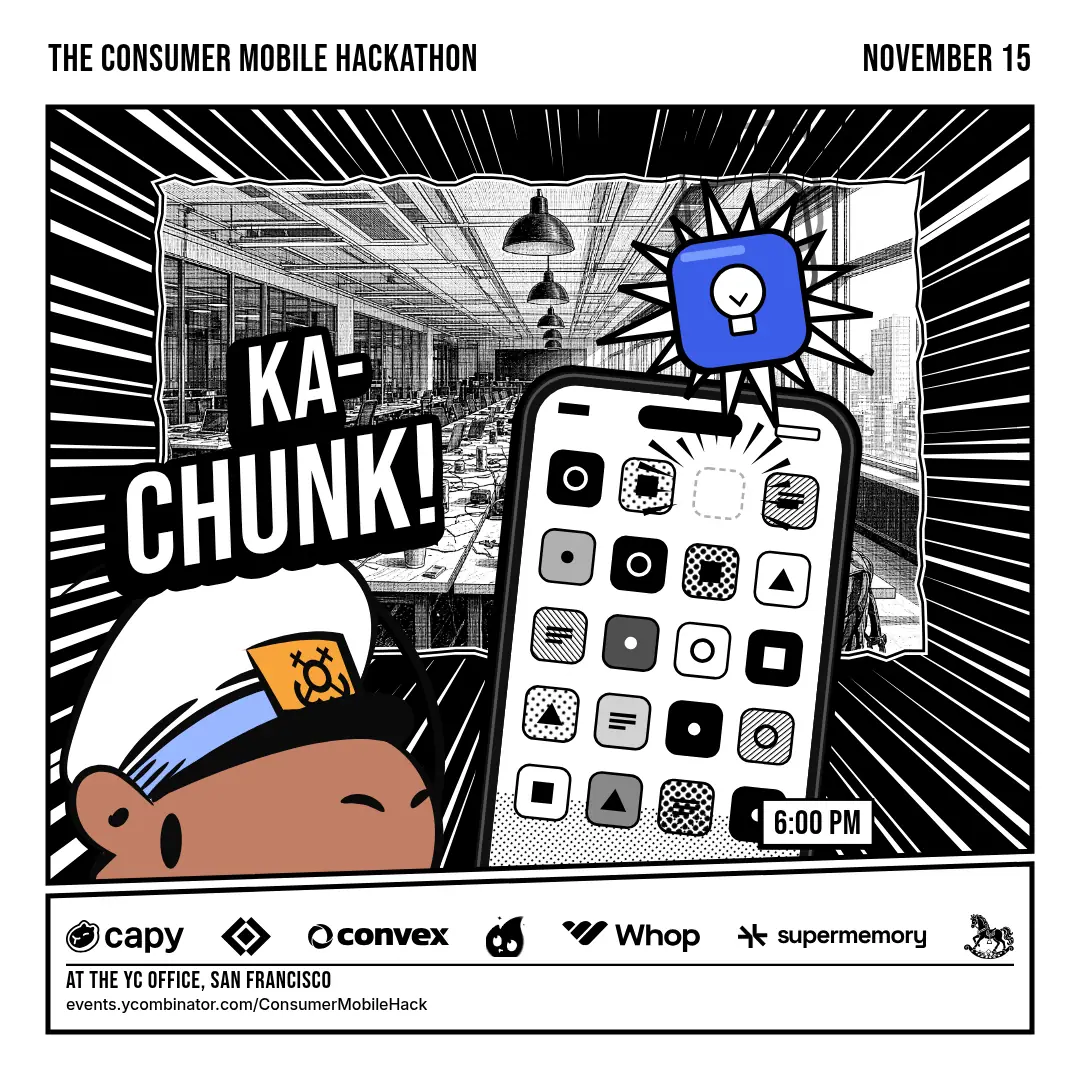 THE CONSUMER MOBILE HACKATHON
NOVEMBER 15
KA-
CHUNK!
6:00 PM
capy
convex
Whop
supermemory
AT THE YC OFFICE, SAN FRANCISCO
events.ycombinator.com/ConsumerMobileHack